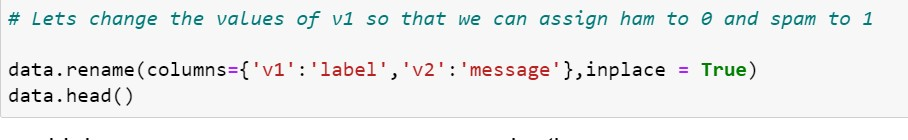 # Lets change the values of v1 so that we can assign ham to 0 and spam to 1
data.rename(columns={'v1':'label','v2':'message'},inplace = True)
data.head()